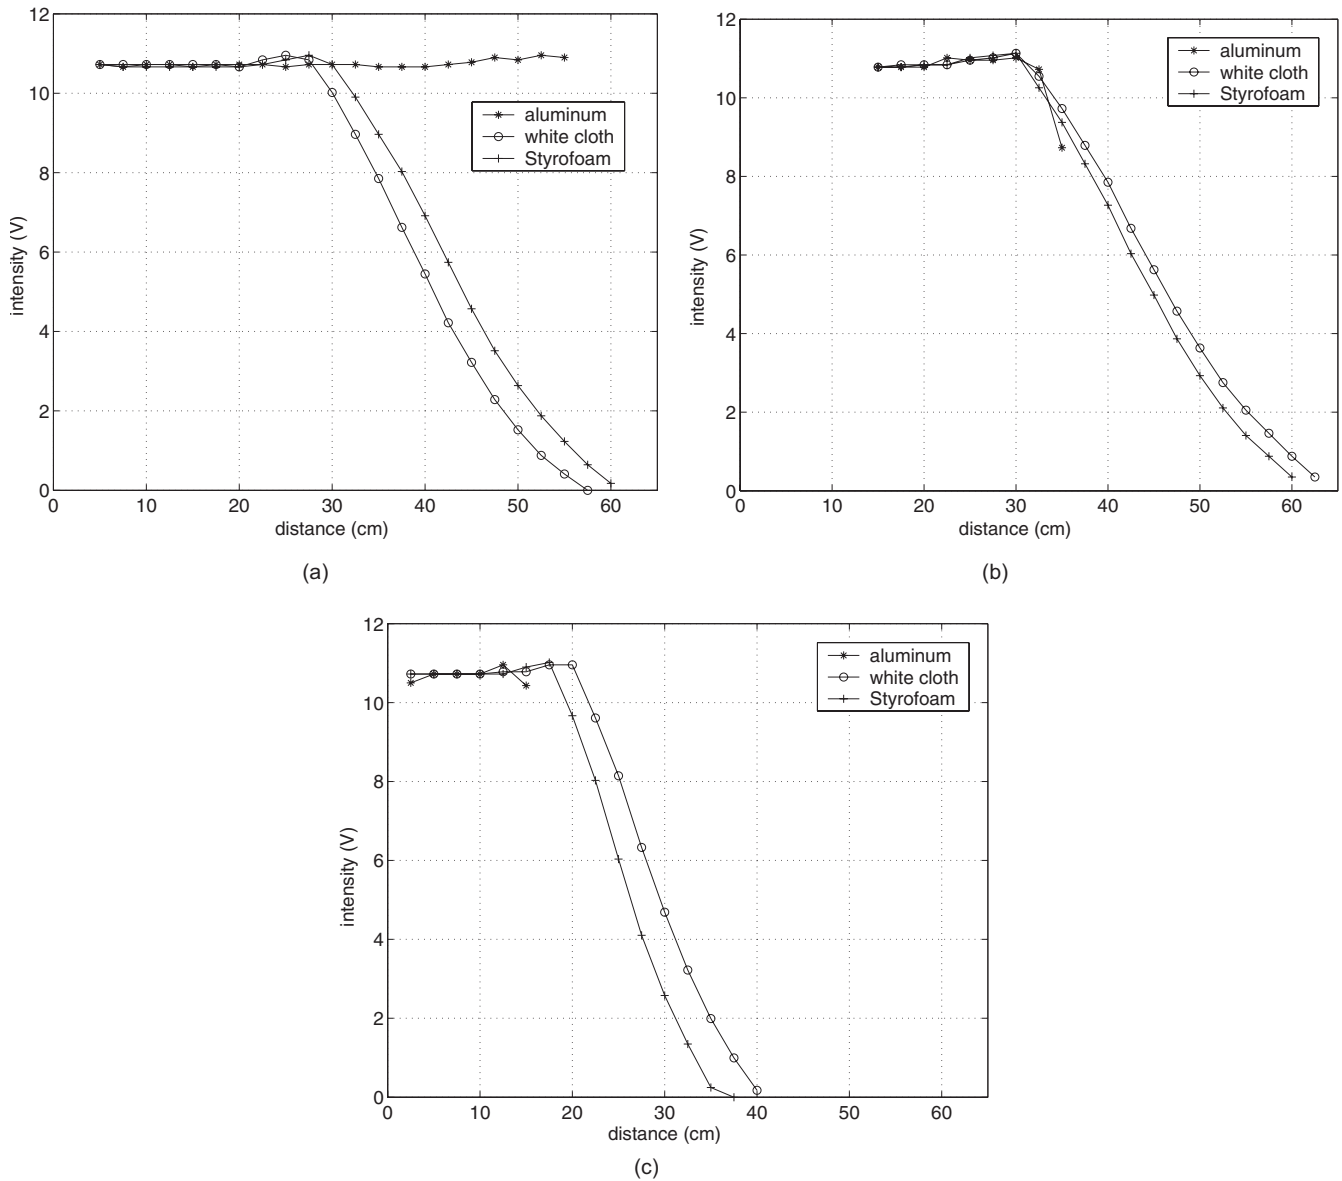 12
10
8
6
4
2
0
intensity (V)
aluminum
white cloth
Styrofoam
0 10 20 30 40 50 60
distance (cm)
(a)
12
10
8
6
4
2
0
intensity (V)
aluminum
white cloth
Styrofoam
0 10 20 30 40 50 60
distance (cm)
(b)
12
10
8
6
4
2
0
intensity (V)
aluminum
white cloth
Styrofoam
0 10 20 30 40 50 60
distance (cm)
(c)